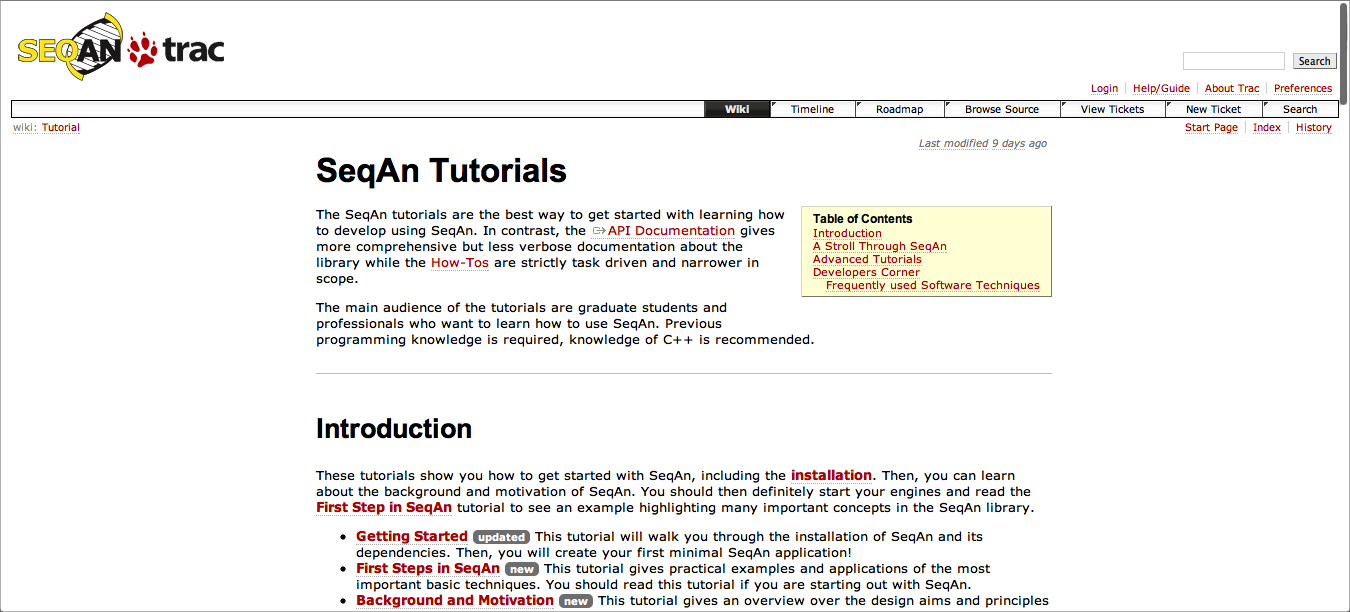 SEQAN trac
Search
Login Help/Guide About Trac Preferences
Wiki Timeline Roadmap Browse Source View Tickets New Ticket Search
wiki: Tutorial
Start Page Index History
Last modified 9 days ago
SeqAn Tutorials
The SeqAn tutorials are the best way to get started with learning how
to develop using SeqAn. In contrast, the API Documentation gives
more comprehensive but less verbose documentation about the
library while the How-Tos are strictly task driven and narrower in
scope.
Table of Contents
Introduction
A Stroll Through SeqAn
Advanced Tutorials
Developers Corner
Frequently used Software Techniques
The main audience of the tutorials are graduate students and
professionals who want to learn how to use SeqAn. Previous
programming knowledge is required, knowledge of C++ is recommended.
Introduction
These tutorials show you how to get started with SeqAn, including the installation. Then, you can learn
about the background and motivation of SeqAn. You should then definitely start your engines and read the
First Step in SeqAn tutorial to see an example highlighting many important concepts in the SeqAn library.
• Getting Started updated This tutorial will walk you through the installation of SeqAn and its
dependencies. Then, you will create your first minimal SeqAn application!
• First Steps in SeqAn new This tutorial gives practical examples and applications of the most
important basic techniques. You should read this tutorial if you are starting out with SeqAn.
• Background and Motivation new This tutorial gives an overview over the design aims and principles